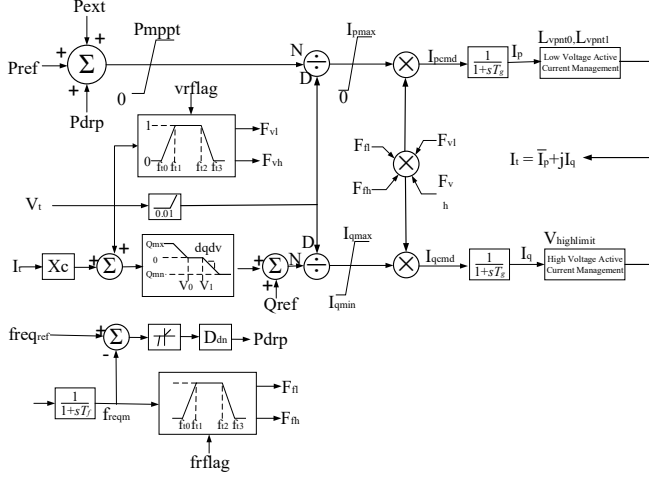 Pext
Pmppt
Ipmax
Lvpnt0,Lvpnt1
Pref
+
+
+
Σ
N
D
÷
×
Ipcmd
1
1+sTg
Ip
Low Voltage Active
Current Management
0
0
Pdrp
vrflag
1
0
ft0 ft1 ft2 ft3
Fvl
Fvh
Ffl
Fvl
Ffh
×
Fv
h
It = Ip+jIq
Vt
0.01
Xc
+
+
Σ
Qmx
0
Qmn
dqdv
V0 V1
+
+
Σ
Qref
N
D
÷
Iqmax
Iqmin
×
Iqcmd
1
1+sTg
Iq
Vhighlimit
High Voltage Active
Current Management
freqref
+
-
Σ
Ddn
Pdrp
1
1+sTf
freqm
ft0 ft1 ft2 ft3
Ffl
Ffh
frflag